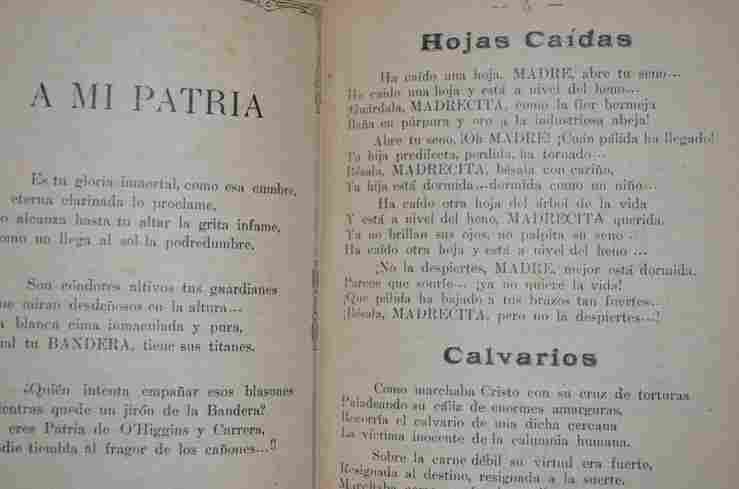 A MI PATRIA
Es tu gloria inmortal, como esa cumbre,
eterna clarinada lo proclame,
o alcanza hasta tu altar la grita infame,
omo no llega al sol la podredumbre.
Son cóndores altivos tus guardianes
ue miran desdeñosos en la altura...
a blanca cima inmaculada y pura,
ual tu BANDERA, tiene sus titanes.
¿Quién intenta empañar esos blasones
ientras quede un jirón de la Bandera?
eres Patria de O'Higgins y Carrera,
die tiembla al fragor de los cañones...!!
— 5 —
Hojas Caídas
Ha caído una hoja, MADRE, abre tu seno...
Ha caído una hoja y está a nivel del heno...
¡Guárdala, MADRECITA, como la flor bermeja
Baña en púrpura y oro a la industriosa abeja!
Abre tu seno, ¡Oh MADRE! ¡Cuán pálida ha llegado!
Tu hija predilecta, perdida, ha tornado...
Bésala, MADRECITA, bésala con cariño,
Tu hija está dormida...dormida como un niño...
Ha caído otra hoja del árbol de la vida
Y está a nivel del heno, MADRECITA querida.
Ya no brillan sus ojos, no palpita su seno...
Ha caído otra hoja y está a nivel del heno ...
¡No la despiertes, MADRE, mejor está dormida,
Parece que sonríe... ¡ya no quiere la vida!
¡Que pálida ha bajado a tus brazos tan fuertes...
¡Bésala, MADRECITA, pero no la despiertes...!
Calvarios
Como marchaba Cristo con su cruz de torturas
Paladeando su cáliz de enormes amarguras,
Recorría el calvario de una dicha cercana
La víctima inocente de la calumnia humana.
Sobre la carne débil su virtud era fuerte,
Resignada al destino, resignada a la suerte.
Marchaba como